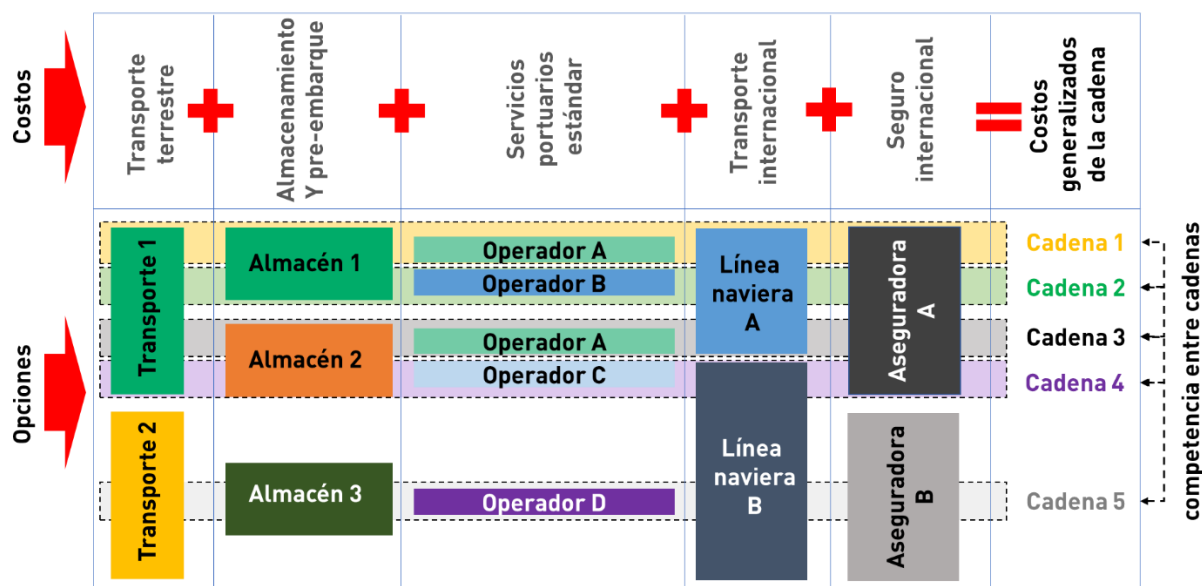 Costos
Transporte
terrestre
Almacenamiento
Y pre-embarque
Servicios
portuarios
estándar
Transporte
internacional
Seguro
internacional
Costos
generalizados
de la cadena
Opciones
Transporte 1
Transporte 2
Almacén 1
Almacén 2
Almacén 3
Operador A
Operador B
Operador A
Operador C
Operador D
Línea
naviera
A
Línea
naviera
B
Aseguradora
A
Aseguradora
B
Cadena 1
Cadena 2
Cadena 3
Cadena 4
Cadena 5
competencia entre cadenas